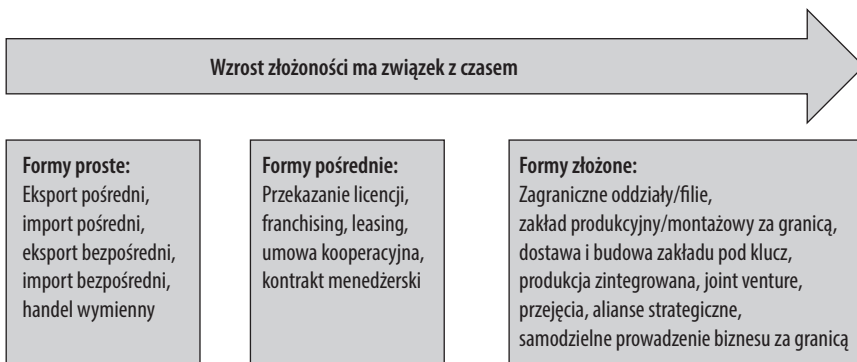 Wzrost złożoności ma związek z czasem
Formy proste:
Eksport pośredni,
import pośredni,
eksport bezpośredni,
import bezpośredni,
handel wymienny
Formy pośrednie:
Przekazanie licencji,
franchising, leasing,
umowa kooperacyjna,
kontrakt menedżerski
Formy złożone:
Zagraniczne oddziały/filie,
zakład produkcyjny/montażowy za granicą,
dostawa i budowa zakładu pod klucz,
produkcja zintegrowana, joint venture,
przejęcia, alianse strategiczne,
samodzielne prowadzenie biznesu za granicą